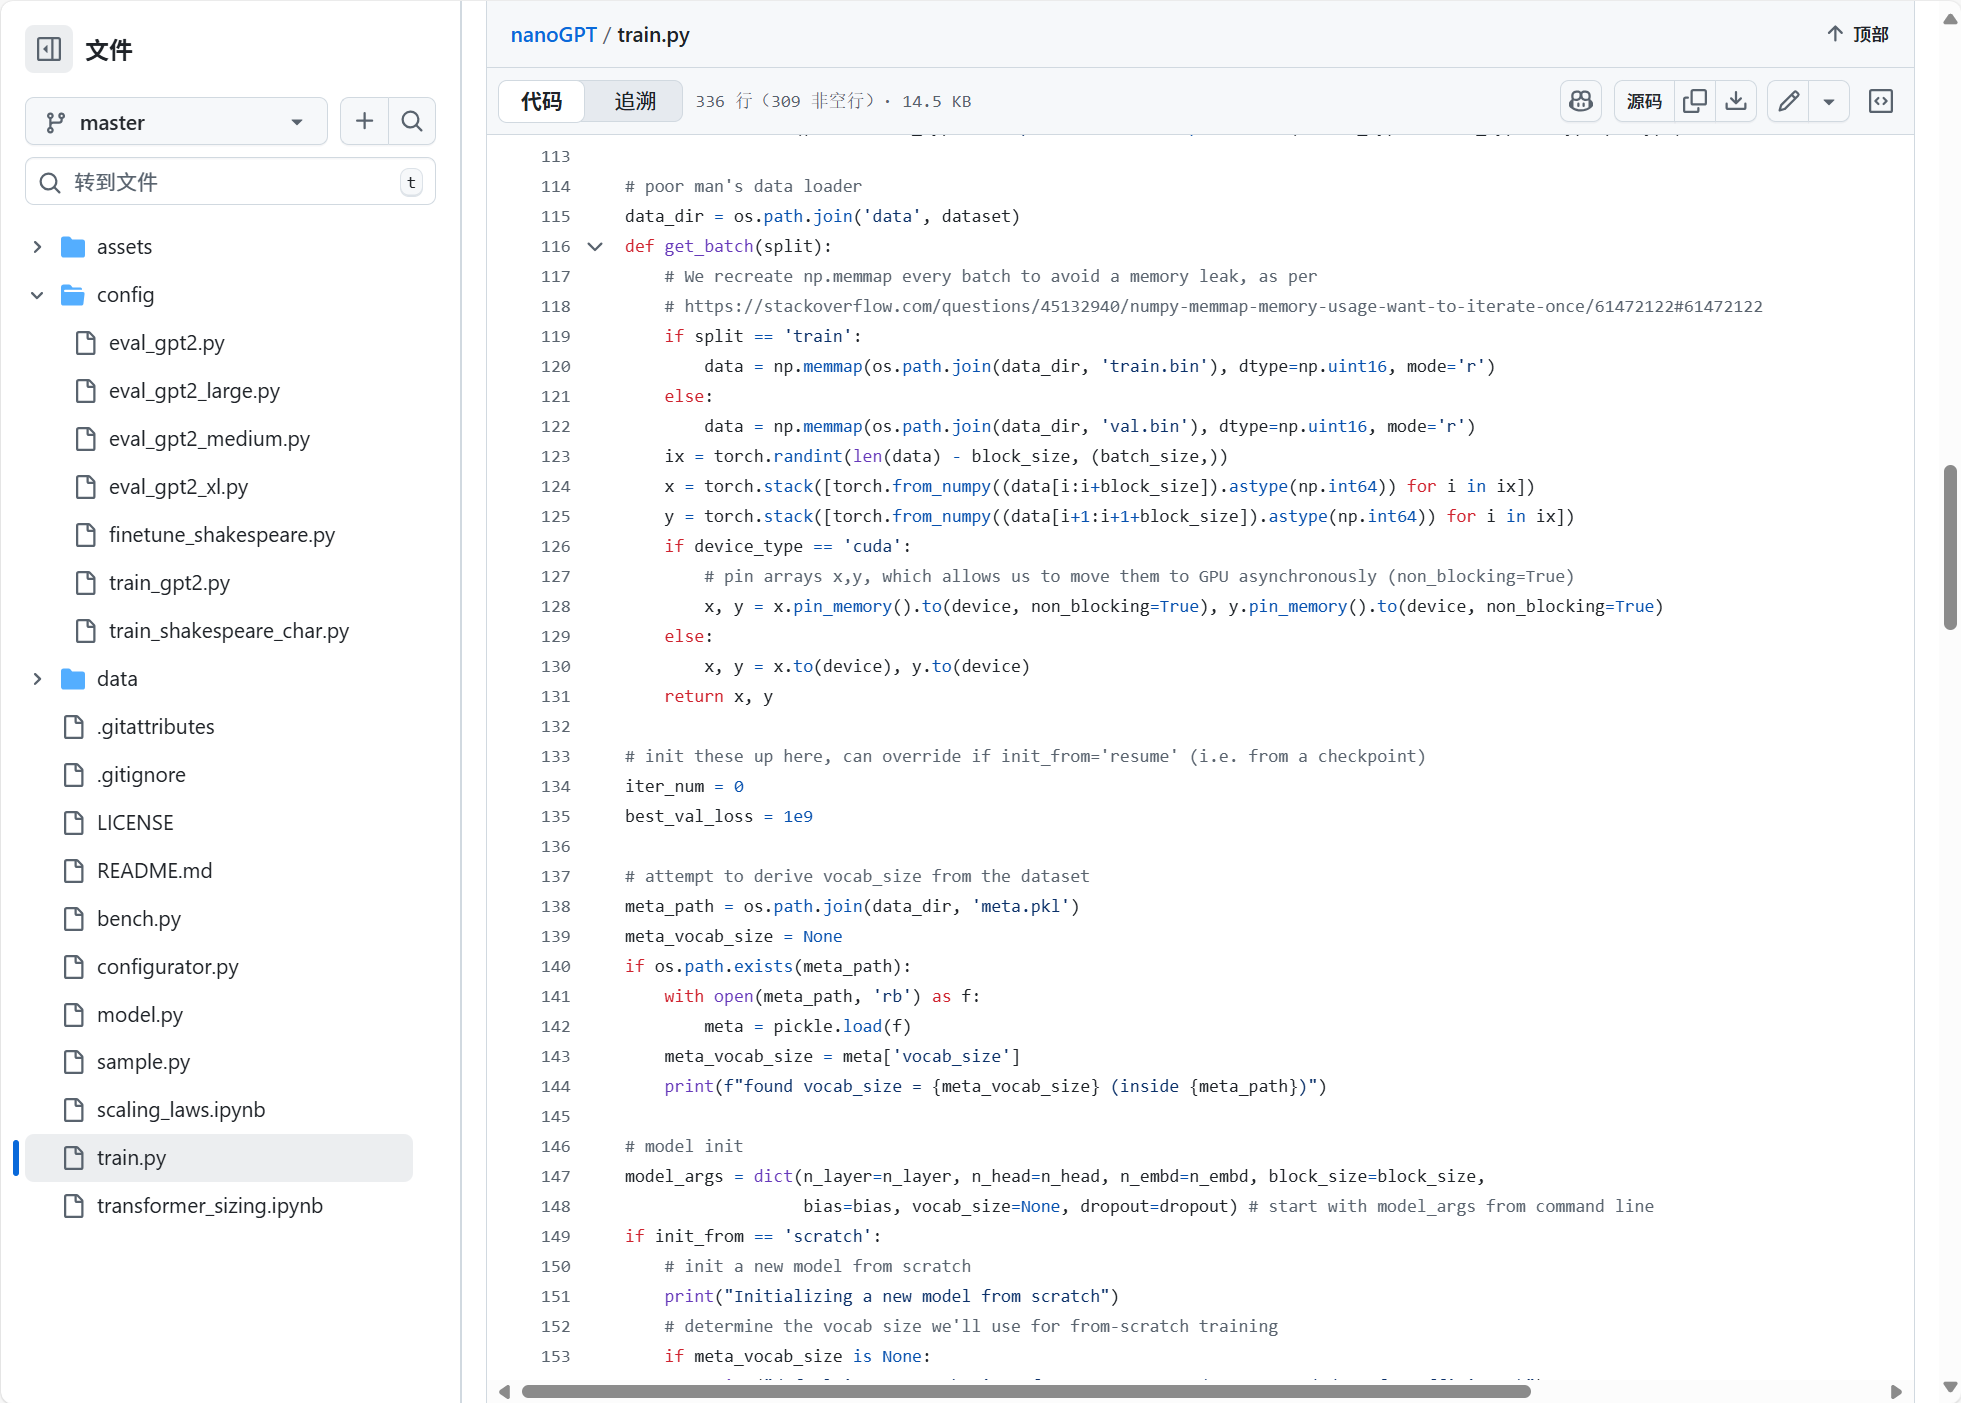 文件
master
转到文件
t
assets
config
eval_gpt2.py
eval_gpt2_large.py
eval_gpt2_medium.py
eval_gpt2_xl.py
finetune_shakespeare.py
train_gpt2.py
train_shakespeare_char.py
data
.gitattributes
.gitignore
LICENSE
README.md
bench.py
configurator.py
model.py
sample.py
scaling_laws.ipynb
train.py
transformer_sizing.ipynb
nanoGPT / train.py
顶部
代码 追溯 336 行 (309 非空行) · 14.5 KB 源码
113
114 # poor man's data loader
115 data_dir = os.path.join('data', dataset)
116 def get_batch(split):
117     # We recreate np.memmap every batch to avoid a memory leak, as per
118     # https://stackoverflow.com/questions/45132940/numpy-memmap-memory-usage-want-to-iterate-once/61472122#61472122
119     if split == 'train':
120         data = np.memmap(os.path.join(data_dir, 'train.bin'), dtype=np.uint16, mode='r')
121     else:
122         data = np.memmap(os.path.join(data_dir, 'val.bin'), dtype=np.uint16, mode='r')
123     ix = torch.randint(len(data) - block_size, (batch_size,))
124     x = torch.stack([torch.from_numpy((data[i:i+block_size]).astype(np.int64)) for i in ix])
125     y = torch.stack([torch.from_numpy((data[i+1:i+1+block_size]).astype(np.int64)) for i in ix])
126     if device_type == 'cuda':
127         # pin arrays x,y, which allows us to move them to GPU asynchronously (non_blocking=True)
128         x, y = x.pin_memory().to(device, non_blocking=True), y.pin_memory().to(device, non_blocking=True)
129     else:
130         x, y = x.to(device), y.to(device)
131     return x, y
132
133 # init these up here, can override if init_from='resume' (i.e. from a checkpoint)
134 iter_num = 0
135 best_val_loss = 1e9
136
137 # attempt to derive vocab_size from the dataset
138 meta_path = os.path.join(data_dir, 'meta.pkl')
139 meta_vocab_size = None
140 if os.path.exists(meta_path):
141     with open(meta_path, 'rb') as f:
142         meta = pickle.load(f)
143     meta_vocab_size = meta['vocab_size']
144     print(f"found vocab_size = {meta_vocab_size} (inside {meta_path})")
145
146 # model init
147 model_args = dict(n_layer=n_layer, n_head=n_head, n_embd=n_embd, block_size=block_size,
148                   bias=bias, vocab_size=None, dropout=dropout) # start with model_args from command line
149 if init_from == 'scratch':
150     # init a new model from scratch
151     print("Initializing a new model from scratch")
152     # determine the vocab size we'll use for from-scratch training
153     if meta_vocab_size is None: